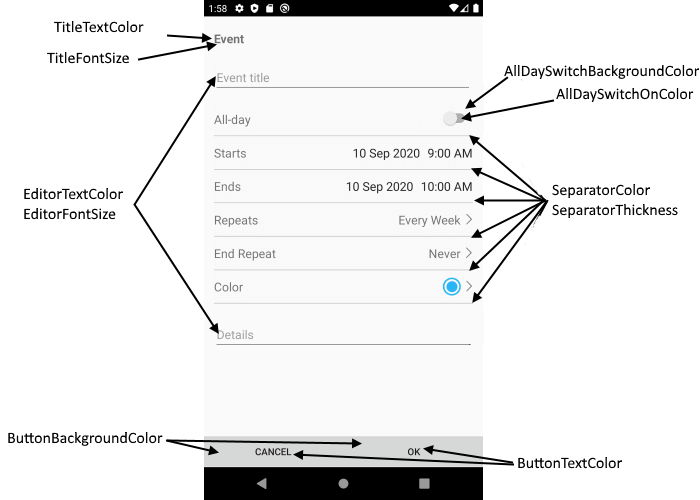 1:58
TitleTextColor
Event
TitleFontSize
Event title
AllDaySwitchBackgroundColor
AllDaySwitchOnColor
All-day
Starts 10 Sep 2020 9:00 AM
Ends 10 Sep 2020 10:00 AM
EditorTextColor
EditorFontSize
SeparatorColor
SeparatorThickness
Repeats Every Week
End Repeat Never
Color
Details
ButtonBackgroundColor
CANCEL OK
ButtonTextColor